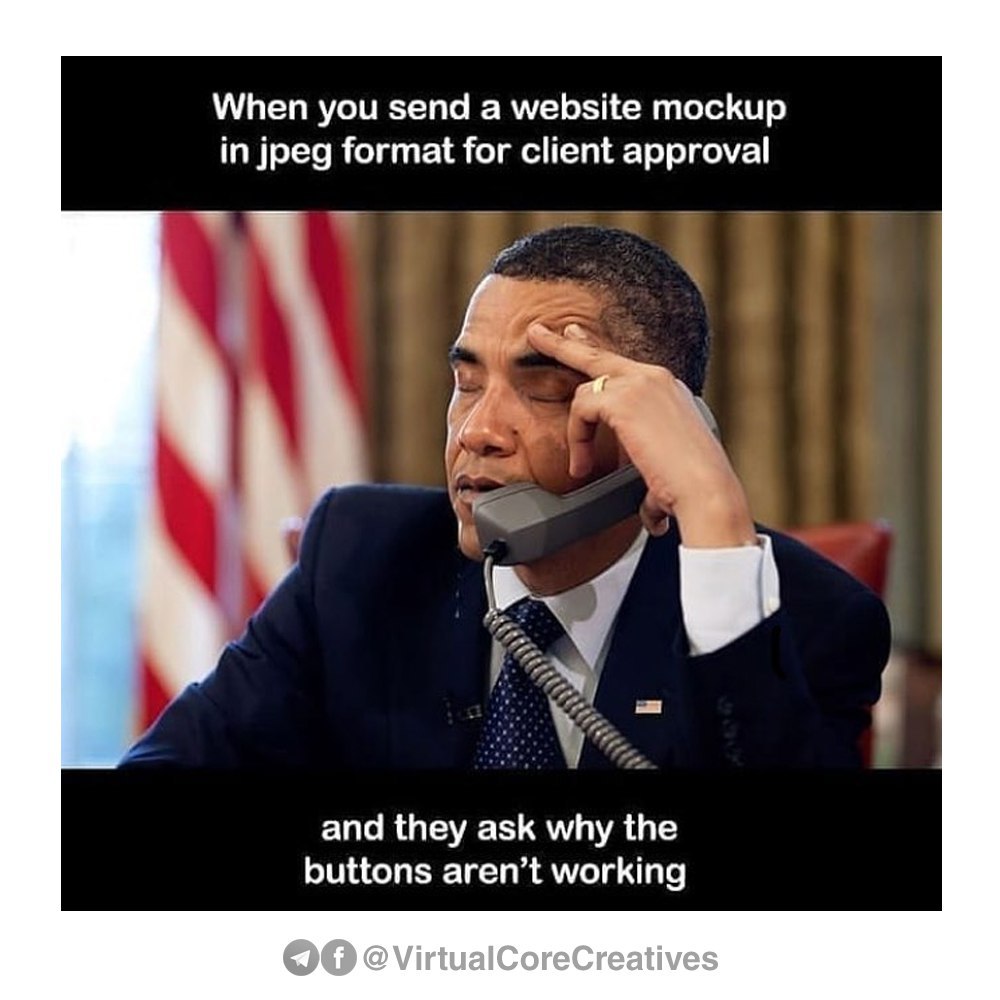 When you send a website mockup
in jpeg format for client approval
and they ask why the
buttons aren't working
@VirtualCoreCreatives